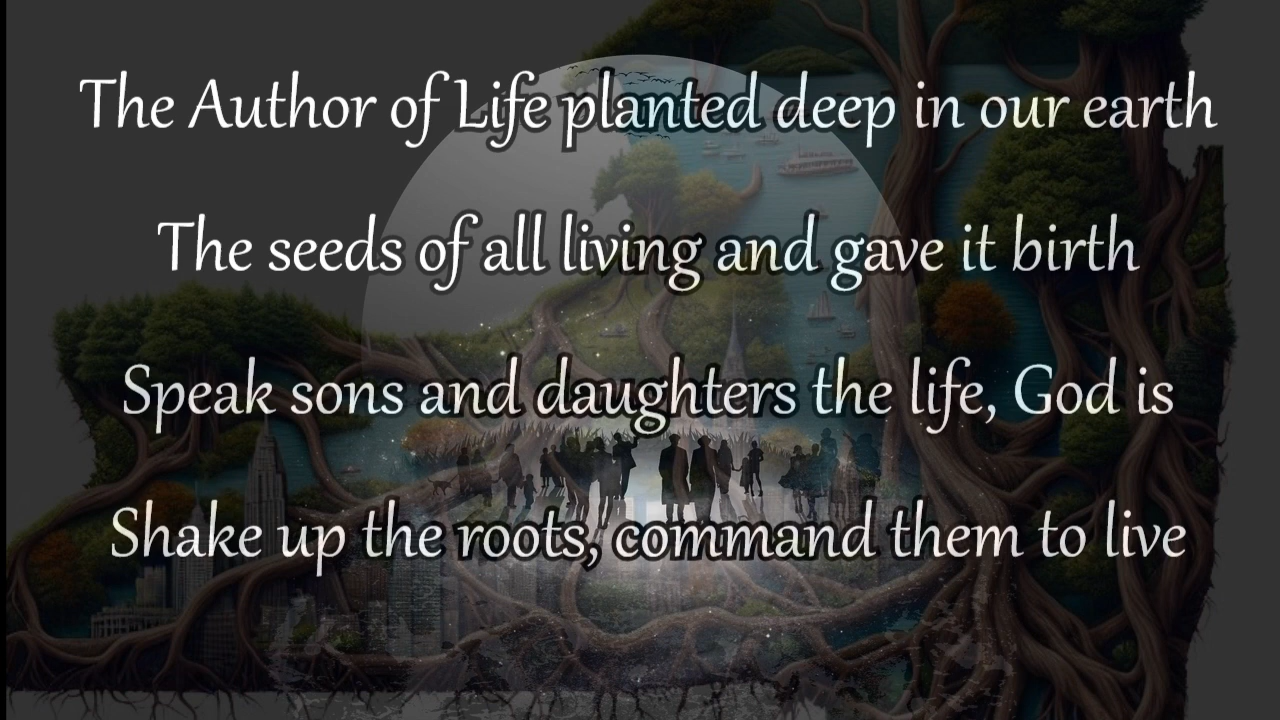 The Author of Life planted deep in our earth
The seeds of all living and gave it birth
Speak sons and daughters the life, God is
Shake up the roots, command them to live